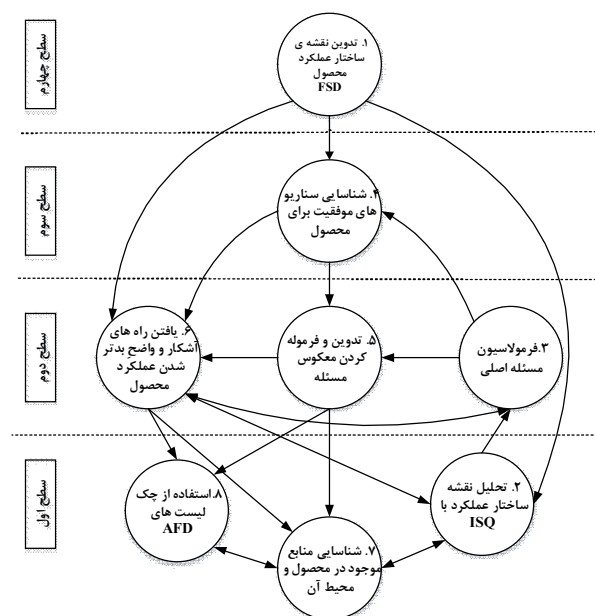 سطح چهارم
۱. تدوین نقشه ی
ساختار عملکرد
محصول
FSD
سطح سوم
۴. شناسایی سناریو
های موفقیت برای
محصول
سطح دوم
۳.فرمولاسیون
مسئله اصلی
۵. تدوین و فرموله
کردن معکوس
مسئله
۶. یافتن راه های
آشکار و واضح بدتر
شدن عملکرد
محصول
سطح اول
۲. تحلیل نقشه
ساختار عملکرد با
ISQ
۷. شناسایی منابع
موجود در محصول و
محیط آن
۸.استفاده از چک
لیست های
AFD